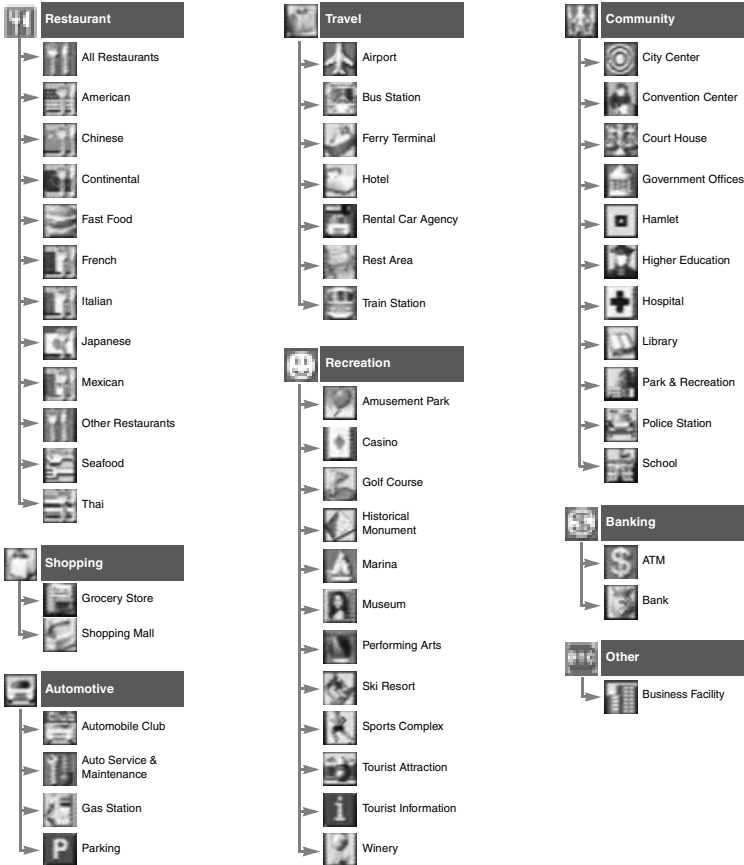 Restaurant
All Restaurants
American
Chinese
Continental
Fast Food
French
Italian
Japanese
Mexican
Other Restaurants
Seafood
Thai
Shopping
Grocery Store
Shopping Mall
Automotive
Automobile Club
Auto Service &
Maintenance
Gas Station
P
Parking
Travel
Airport
Bus Station
Ferry Terminal
Hotel
Rental Car Agency
Rest Area
Train Station
Recreation
Amusement Park
Casino
Golf Course
Historical
Monument
Marina
Museum
Performing Arts
Ski Resort
Sports Complex
Tourist Attraction
i
Tourist Information
Winery
Community
City Center
Convention Center
Court House
Government Offices
Hamlet
Higher Education
Hospital
Library
Park & Recreation
Police Station
School
Banking
$
ATM
Bank
Other
Business Facility